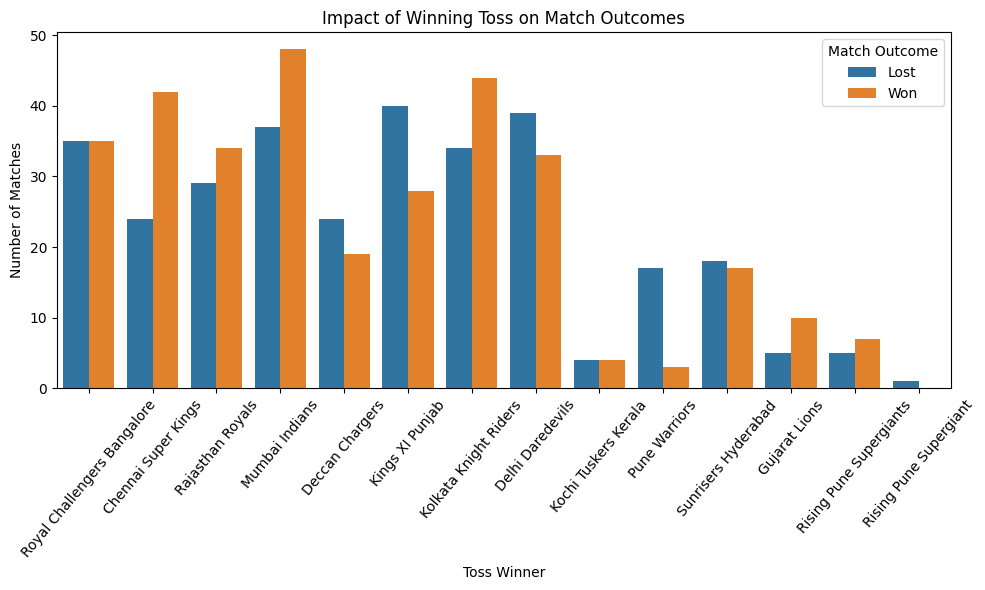 Impact of Winning Toss on Match Outcomes
Match Outcome
Lost
Won
Number of Matches
50
40
30
20
10
0
Royal Challengers Bangalore
Chennai Super Kings
Rajasthan Royals
Mumbai Indians
Deccan Chargers
Kings XI Punjab
Kolkata Knight Riders
Delhi Daredevils
Kochi Tuskers Kerala
Pune Warriors
Sunrisers Hyderabad
Gujarat Lions
Rising Pune Supergiants
Rising Pune Supergiant
Toss Winner